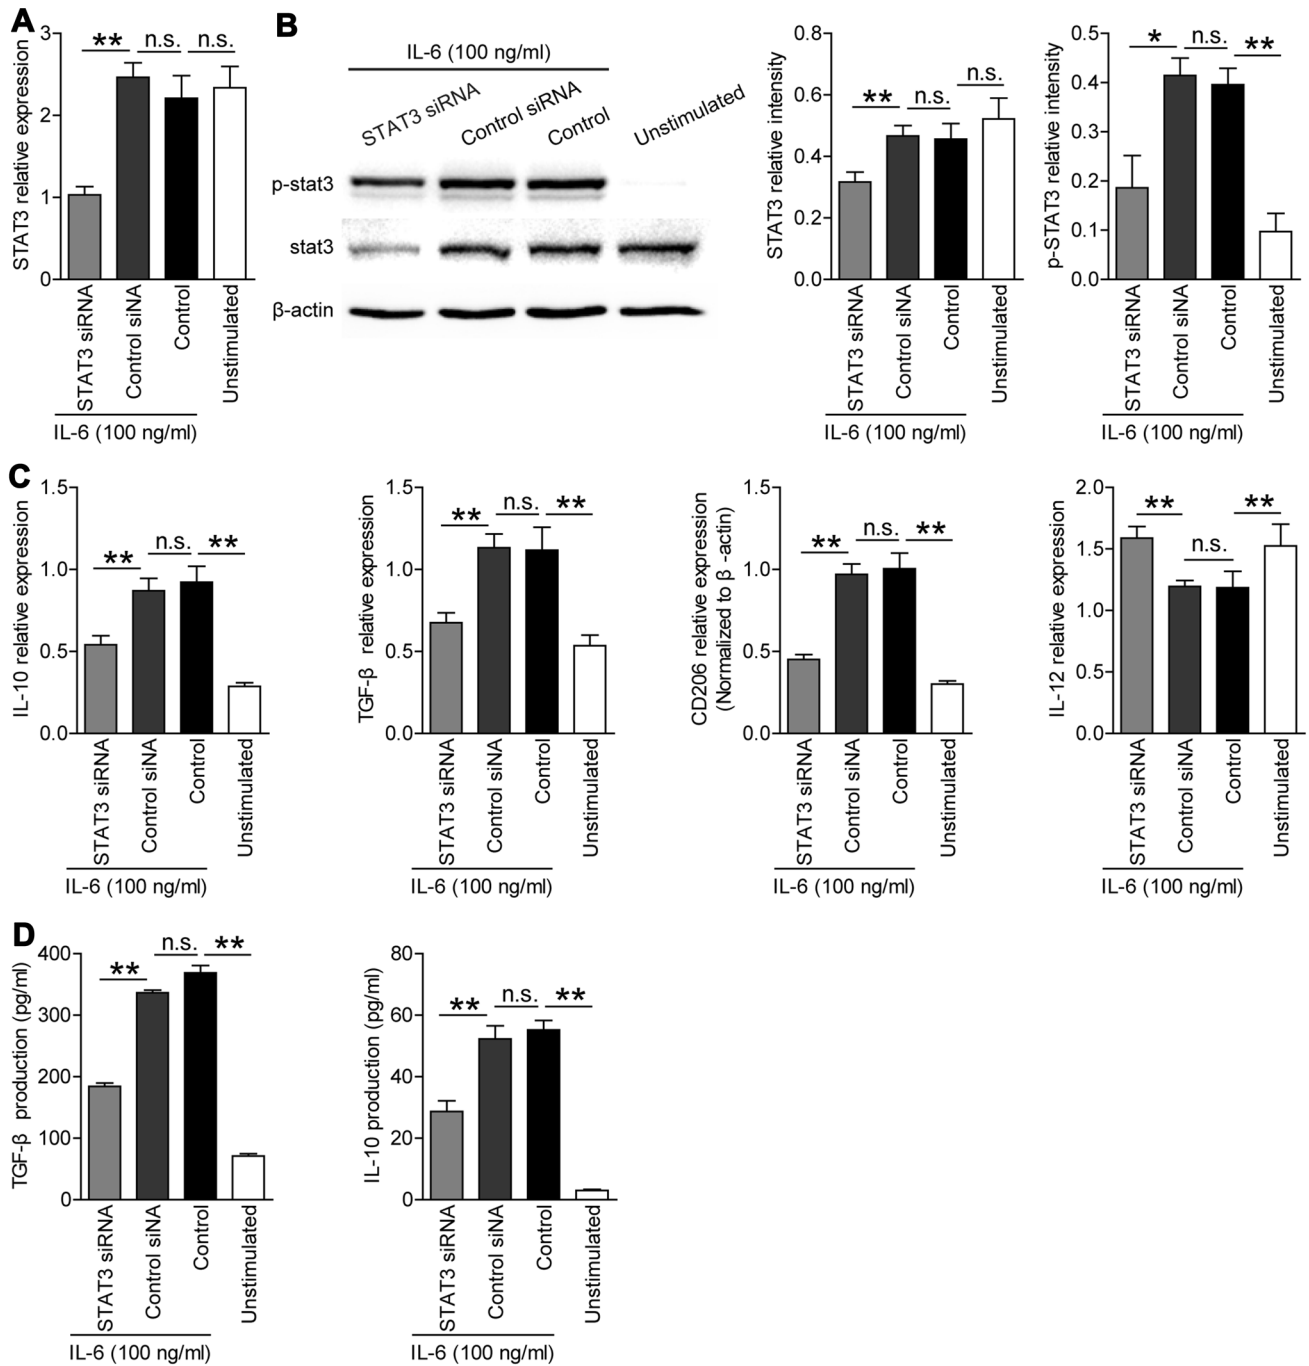 A
STAT3 relative expression
3
2
1
0
**
n.s.
n.s.
STAT3 siRNA
Control siNA
Control
Unstimulated
IL-6 (100 ng/ml)
B
IL-6 (100 ng/ml)
STAT3 siRNA
Control siRNA
Control
Unstimulated
p-stat3
stat3
β-actin
STAT3 relative intensity
0.8
0.6
0.4
0.2
0.0
**
n.s.
n.s.
STAT3 siRNA
Control siNA
Control
Unstimulated
IL-6 (100 ng/ml)
p-STAT3 relative intensity
0.5
0.4
0.3
0.2
0.1
0.0
*
n.s.
**
STAT3 siRNA
Control siNA
Control
Unstimulated
IL-6 (100 ng/ml)
C
IL-10 relative expression
1.5
1.0
0.5
0.0
**
n.s.
**
STAT3 siRNA
Control siNA
Control
Unstimulated
IL-6 (100 ng/ml)
TGF-β relative expression
1.5
1.0
0.5
0.0
**
n.s.
**
STAT3 siRNA
Control siNA
Control
Unstimulated
IL-6 (100 ng/ml)
CD206 relative expression
(Normalized to β -actin)
1.5
1.0
0.5
0.0
**
n.s.
**
STAT3 siRNA
Control siNA
Control
Unstimulated
IL-6 (100 ng/ml)
IL-12 relative expression
2.0
1.5
1.0
0.5
0.0
**
n.s.
**
STAT3 siRNA
Control siNA
Control
Unstimulated
IL-6 (100 ng/ml)
D
TGF-β production (pg/ml)
400
300
200
100
0
**
n.s.
**
STAT3 siRNA
Control siNA
Control
Unstimulated
IL-6 (100 ng/ml)
IL-10 production (pg/ml)
80
60
40
20
0
**
n.s.
**
STAT3 siRNA
Control siNA
Control
Unstimulated
IL-6 (100 ng/ml)